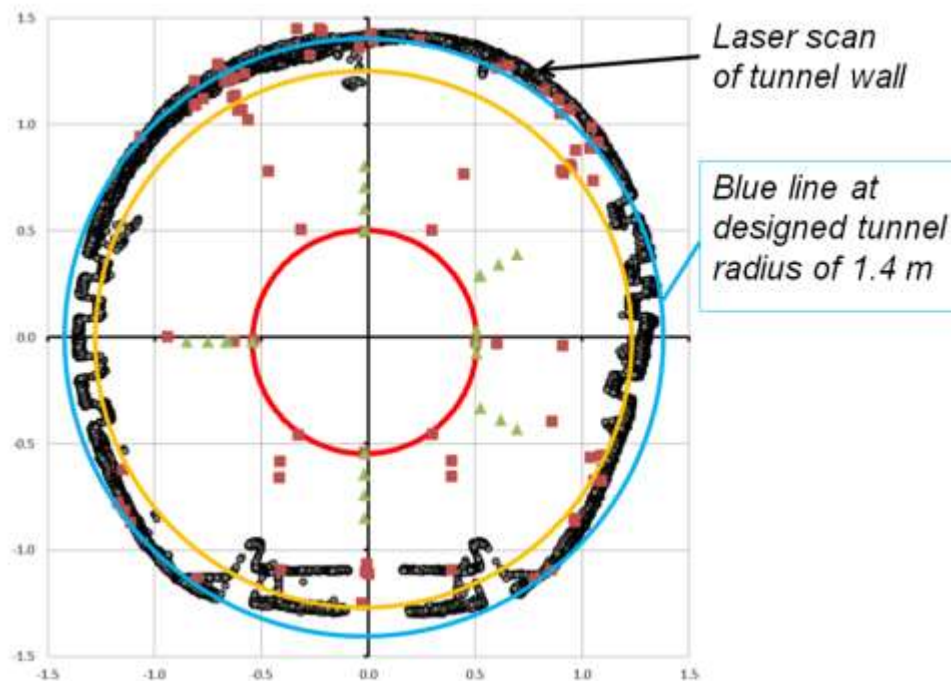 1.5
Laser scan
of tunnel wall
1.0
Blue line at
designed tunnel
radius of 1.4 m
0.5
0.0
-0.5
-1.0
-1.5
-1.5 -1.0 -0.5 0.0 0.5 1.0 1.5